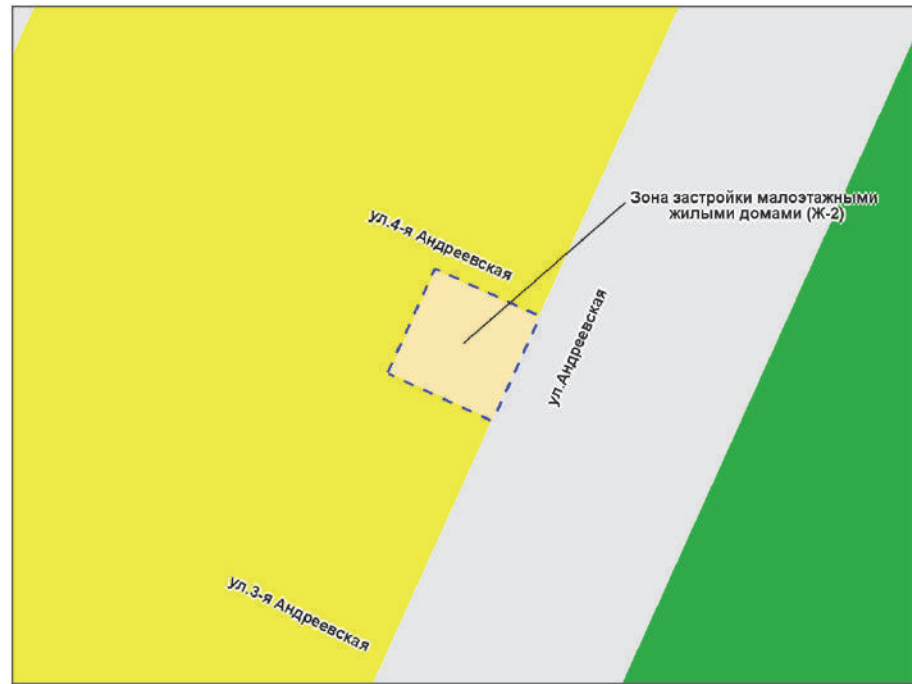 Зона застройки малоэтажными
жилыми домами (Ж-2)
ул.4-я Андреевская
ул.Андреевская
ул.3-я Андреевская